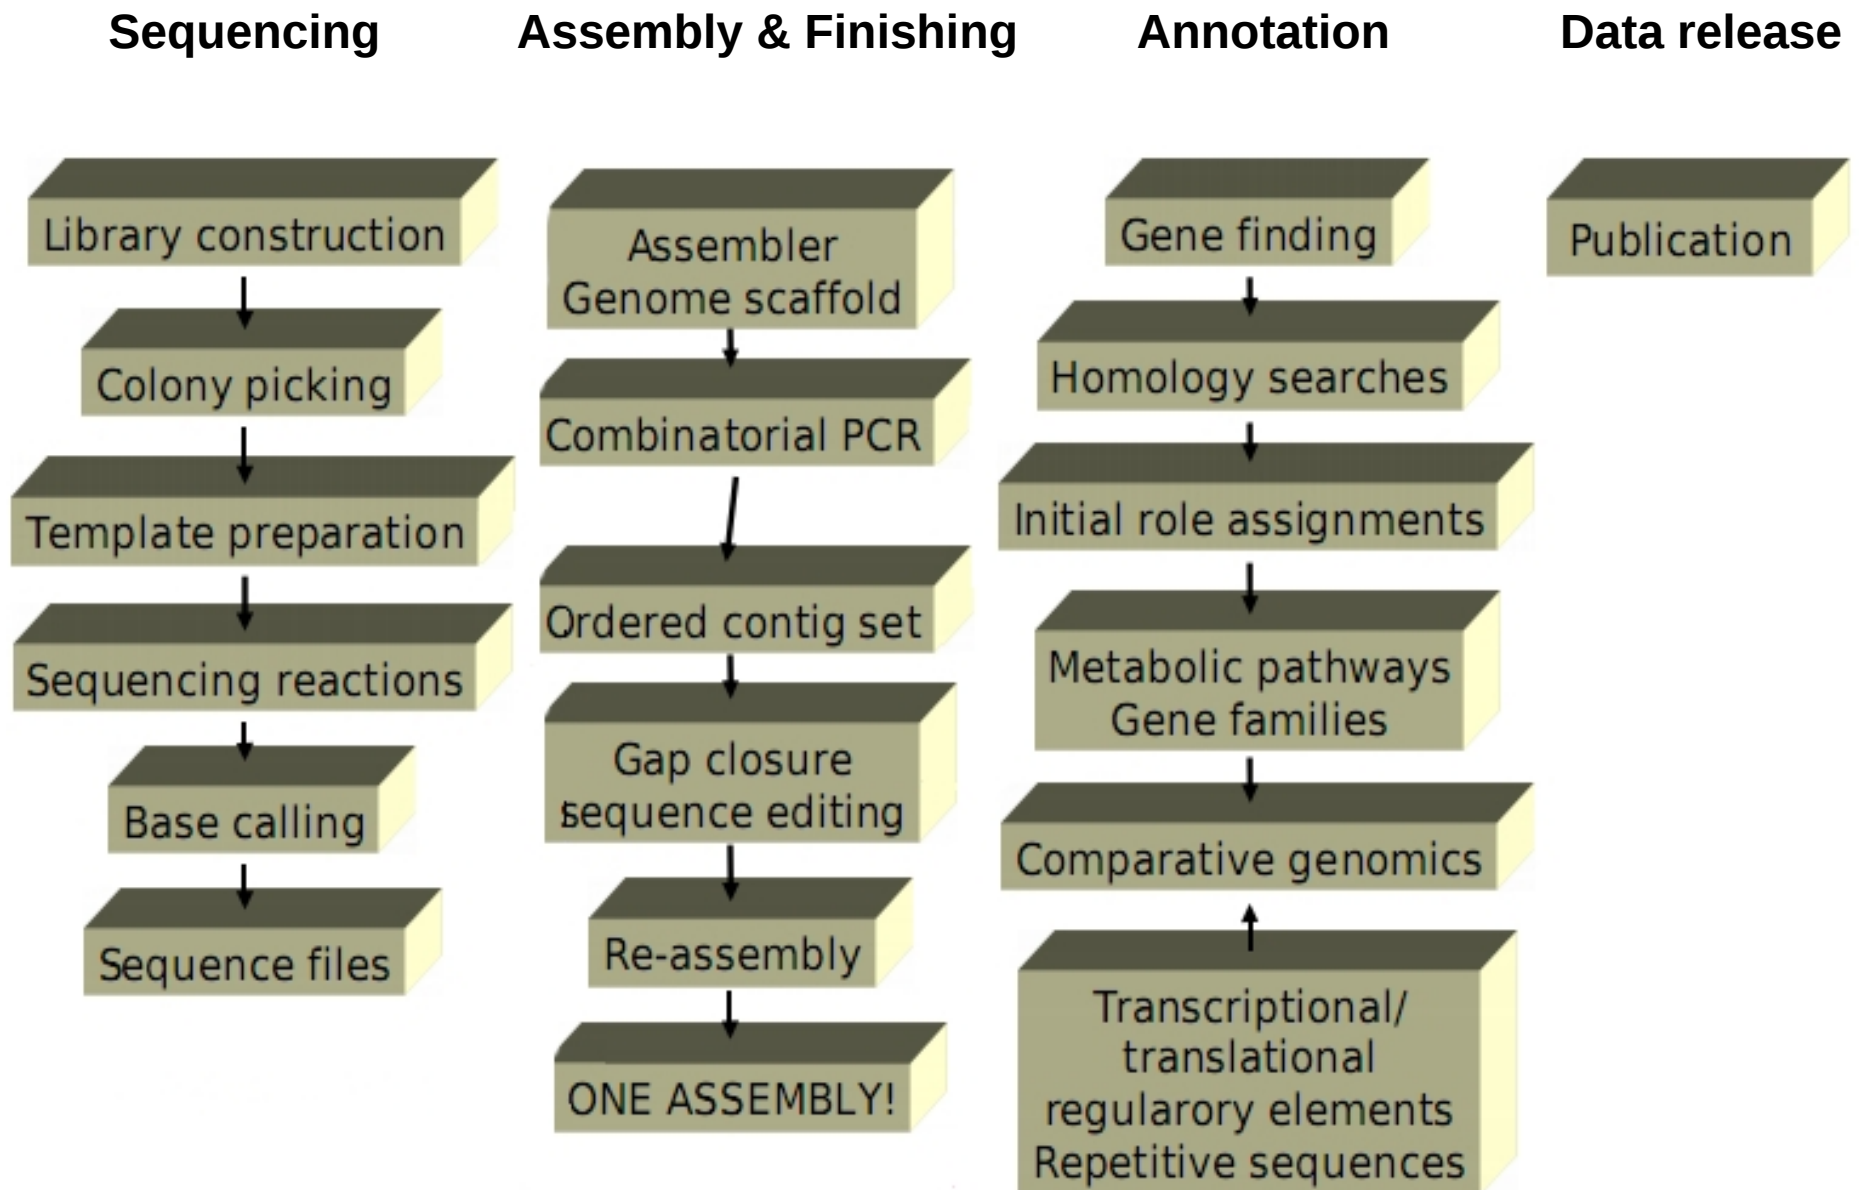 Sequencing
Assembly & Finishing
Annotation
Data release
Library construction
Colony picking
Template preparation
Sequencing reactions
Base calling
Sequence files
Assembler
Genome scaffold
Combinatorial PCR
Ordered contig set
Gap closure
sequence editing
Re-assembly
ONE ASSEMBLY!
Gene finding
Homology searches
Initial role assignments
Metabolic pathways
Gene families
Comparative genomics
Transcriptional/
translational
regularory elements
Repetitive sequences
Publication